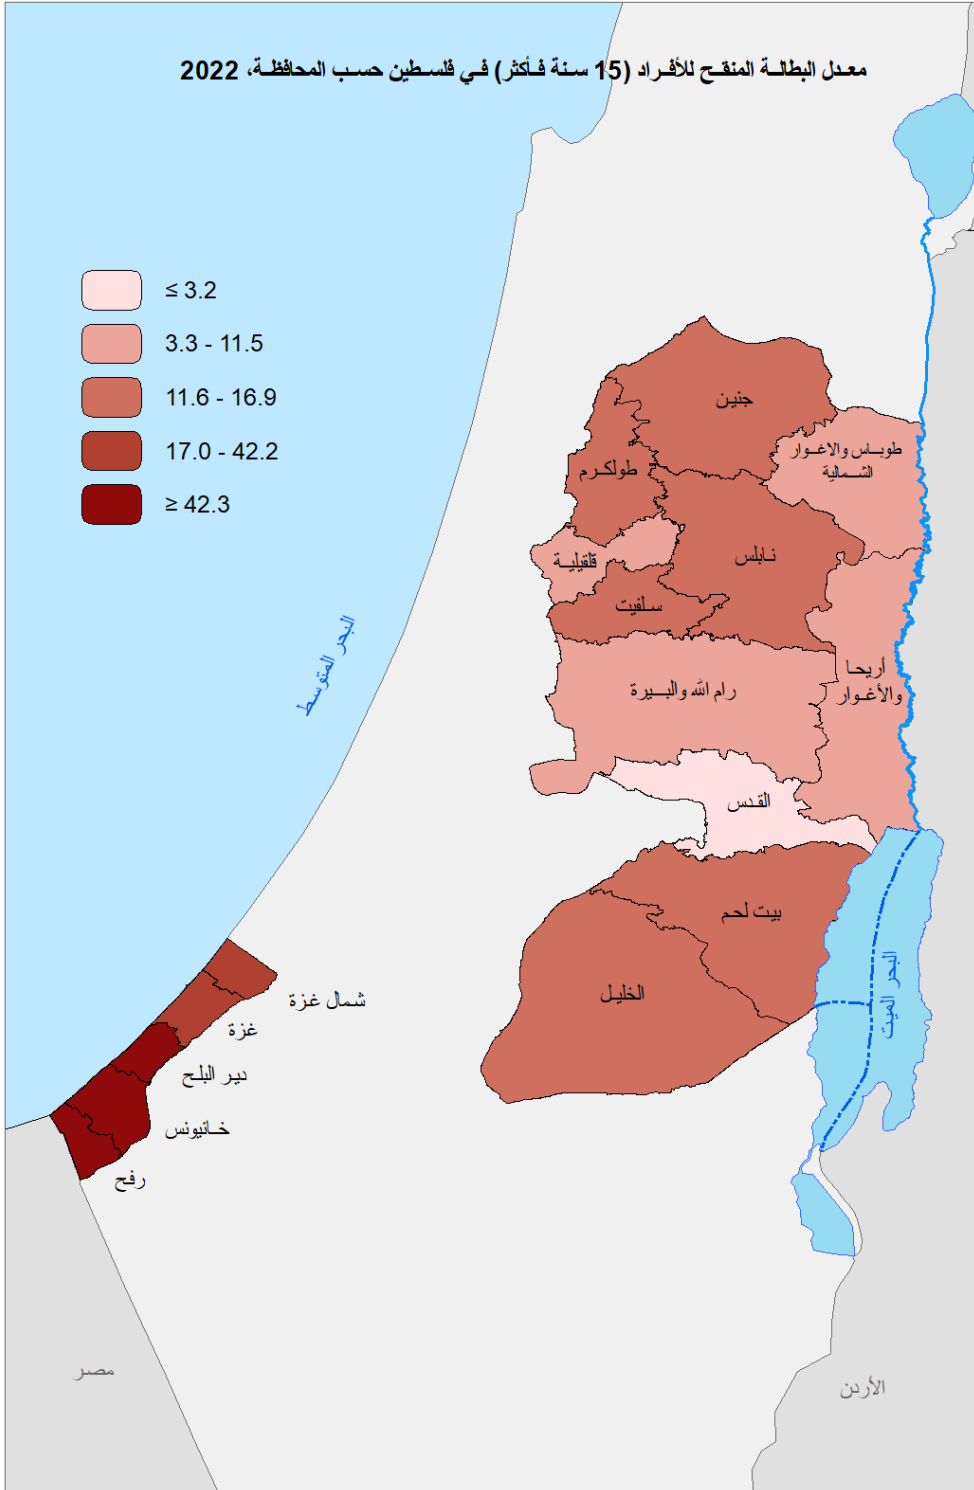 معدل البطالة المنقح للأفراد (15 سنة فأكثر) في فلسطين حسب المحافظة، 2022
≤ 3.2
3.3 - 11.5
11.6 - 16.9
17.0 - 42.2
≥ 42.3
جنين
طوباس والاغوار
الشمالية
طولكرم
نابلس
قلقيلية
سلفيت
أريحا
والأغوار
رام الله والبيرة
القدس
بيت لحم
الخليل
البحر المتوسط
البحر الميت
شمال غزة
غزة
دير البلح
خانيونس
رفح
مصر
الأردن